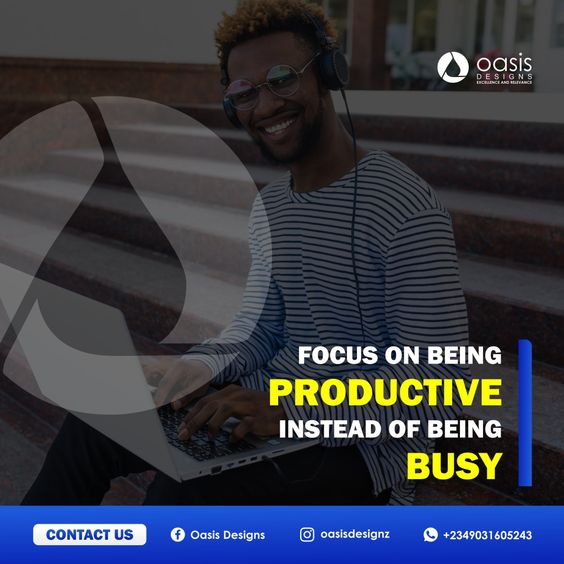 oasis
DESIGNS
EXCELLENCE AND RELEVANCE
FOCUS ON BEING
PRODUCTIVE
INSTEAD OF BEING
BUSY
CONTACT US
Oasis Designs
oasisdesignz
+2349031605243